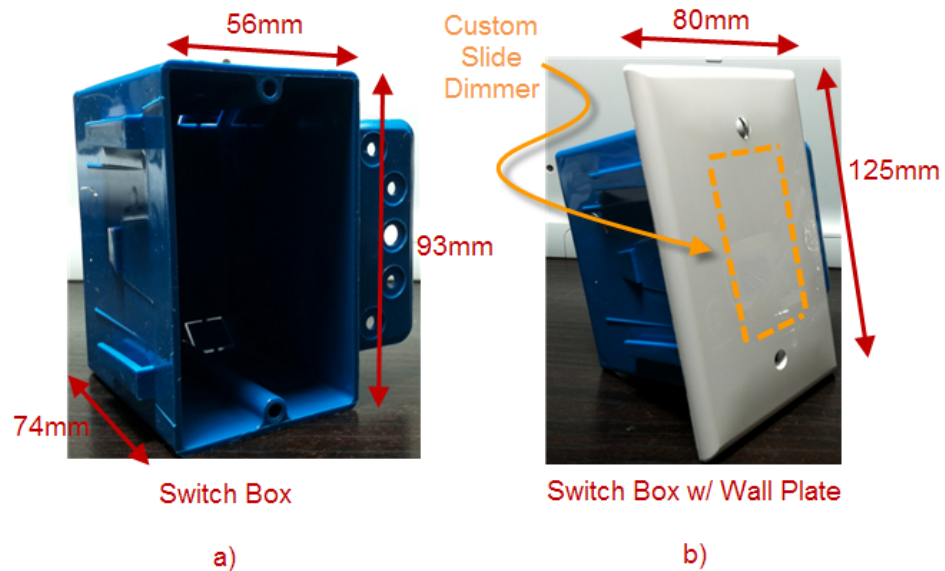 56mm
93mm
74mm
Switch Box
a)
Custom
Slide
Dimmer
80mm
125mm
Switch Box w/ Wall Plate
b)